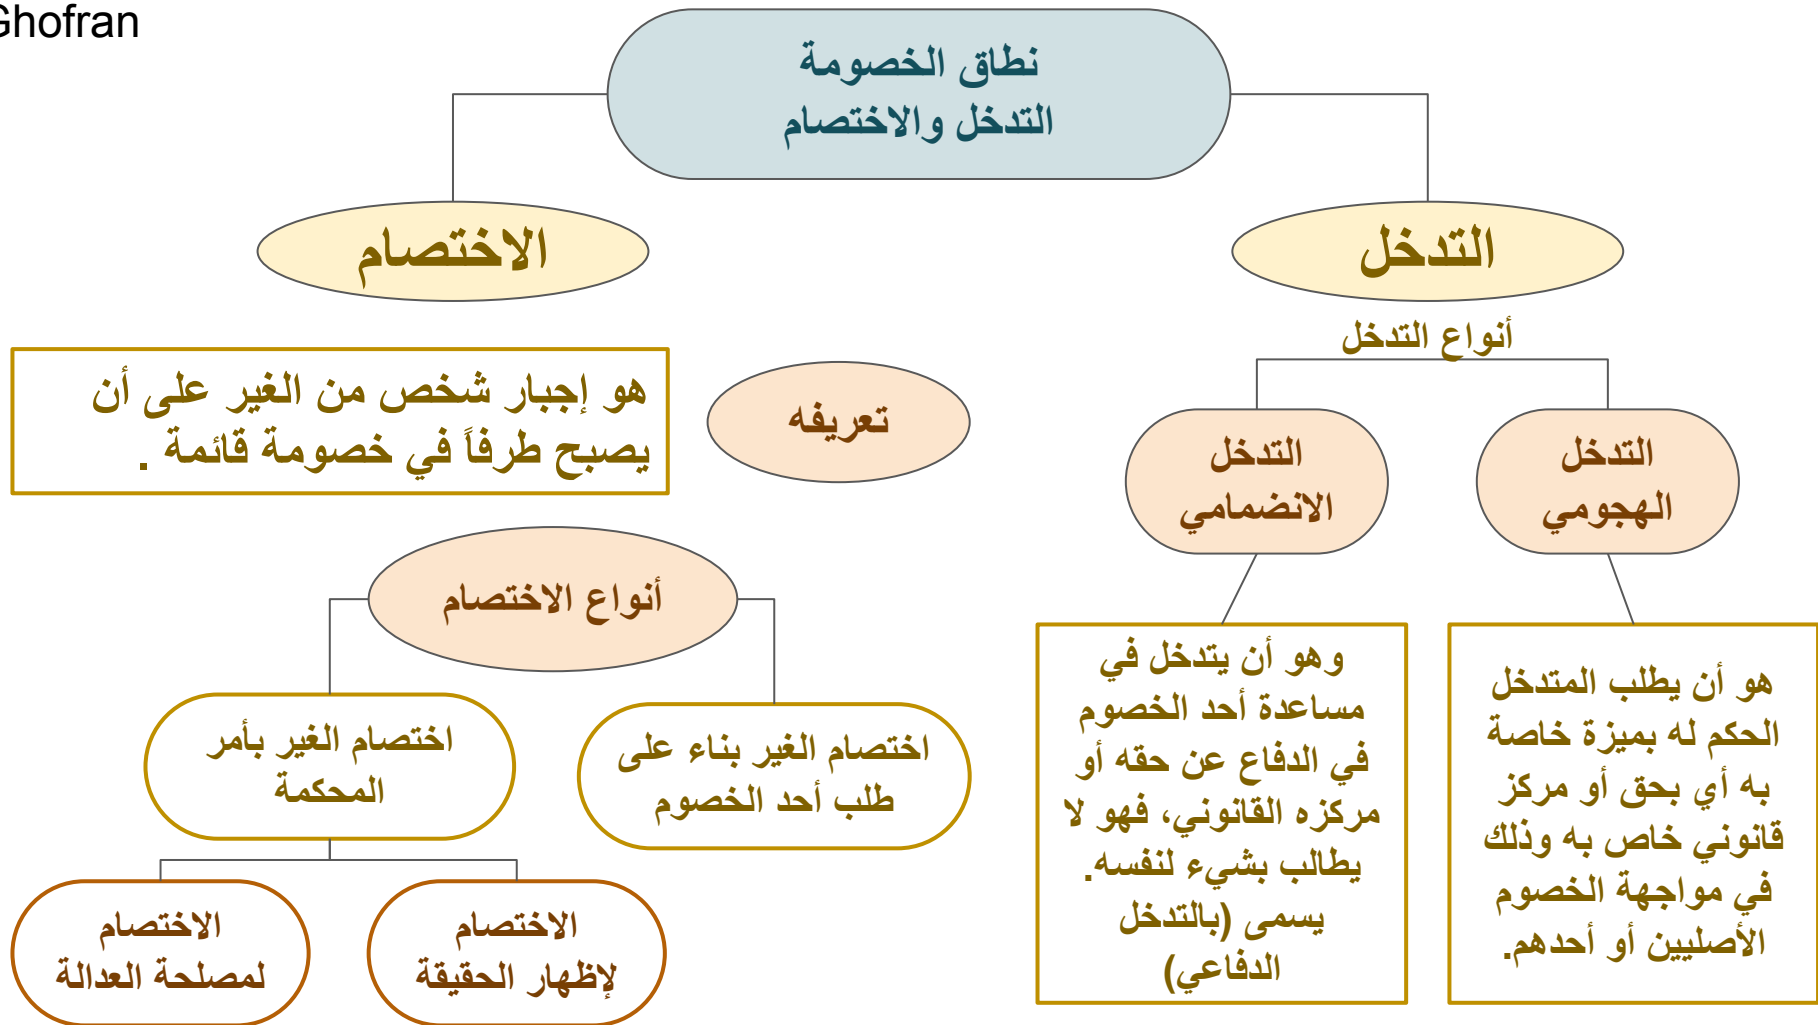 Ghofran
نطاق الخصومة
التدخل والاختصام
التدخل
أنواع التدخل
التدخل
الهجومي
هو أن يطلب المتدخل
الحكم له بميزة خاصة
به أي بحق أو مركز
قانوني خاص به وذلك
في مواجهة الخصوم
الأصليين أو أحدهم.
التدخل
الانضمامي
وهو أن يتدخل في
مساعدة أحد الخصوم
في الدفاع عن حقه أو
مركزه القانوني، فهو لا
يطالب بشيء لنفسه.
يسمى (بالتدخل
الدفاعي)
الاختصام
تعريفه
هو إجبار شخص من الغير على أن
يصبح طرفاً في خصومة قائمة .
أنواع الاختصام
اختصام الغير بناء على
طلب أحد الخصوم
اختصام الغير بأمر
المحكمة
الاختصام
لإظهار الحقيقة
الاختصام
لمصلحة العدالة